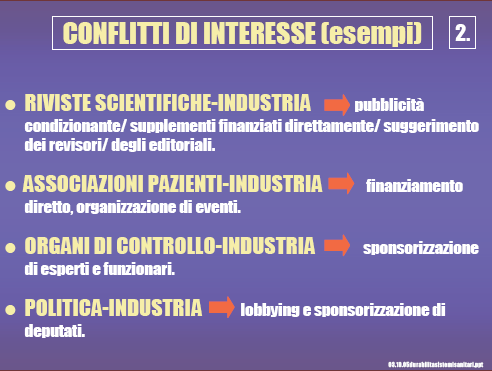 CONFLITTI DI INTERESSE (esempi) 2.
● RIVISTE SCIENTIFICHE-INDUSTRIA pubblicità
condizionante/ supplementi finanziati direttamente/ suggerimento
dei revisori/ degli editoriali.
● ASSOCIAZIONI PAZIENTI-INDUSTRIA finanziamento
diretto, organizzazione di eventi.
● ORGANI DI CONTROLLO-INDUSTRIA sponsorizzazione
di esperti e funzionari.
● POLITICA-INDUSTRIA lobbying e sponsorizzazione di
deputati.
03.10.05durabilitasistemisanitari.ppt